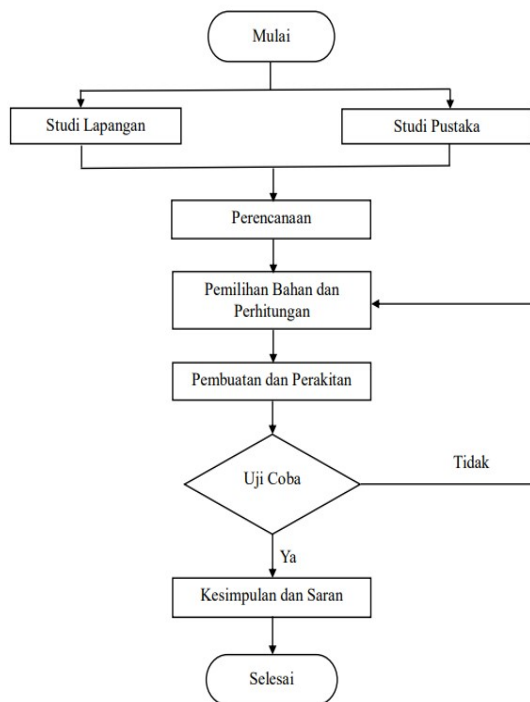 Mulai
Studi Lapangan
Studi Pustaka
Perencanaan
Pemilihan Bahan dan
Perhitungan
Pembuatan dan Perakitan
Uji Coba
Tidak
Ya
Kesimpulan dan Saran
Selesai